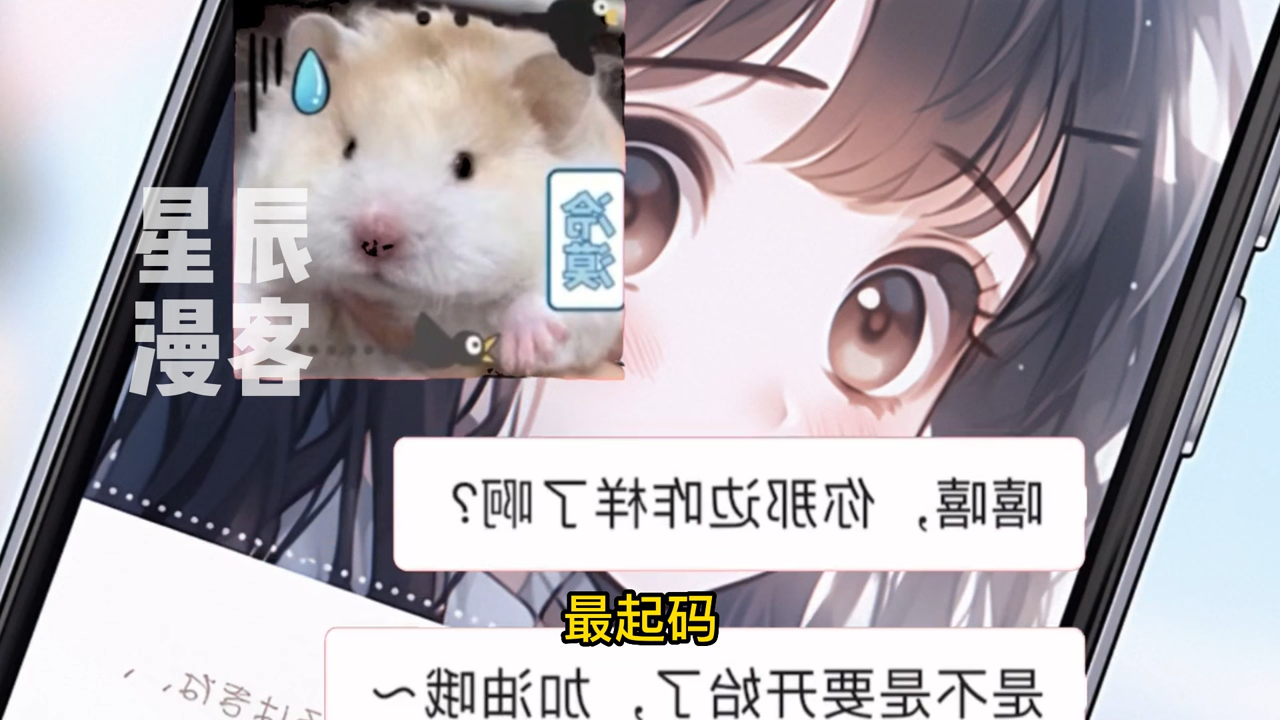 冷漠
星辰
漫客
嘻嘻，你那边咋样了啊？
最起码
是不是要开始了，加油哦～